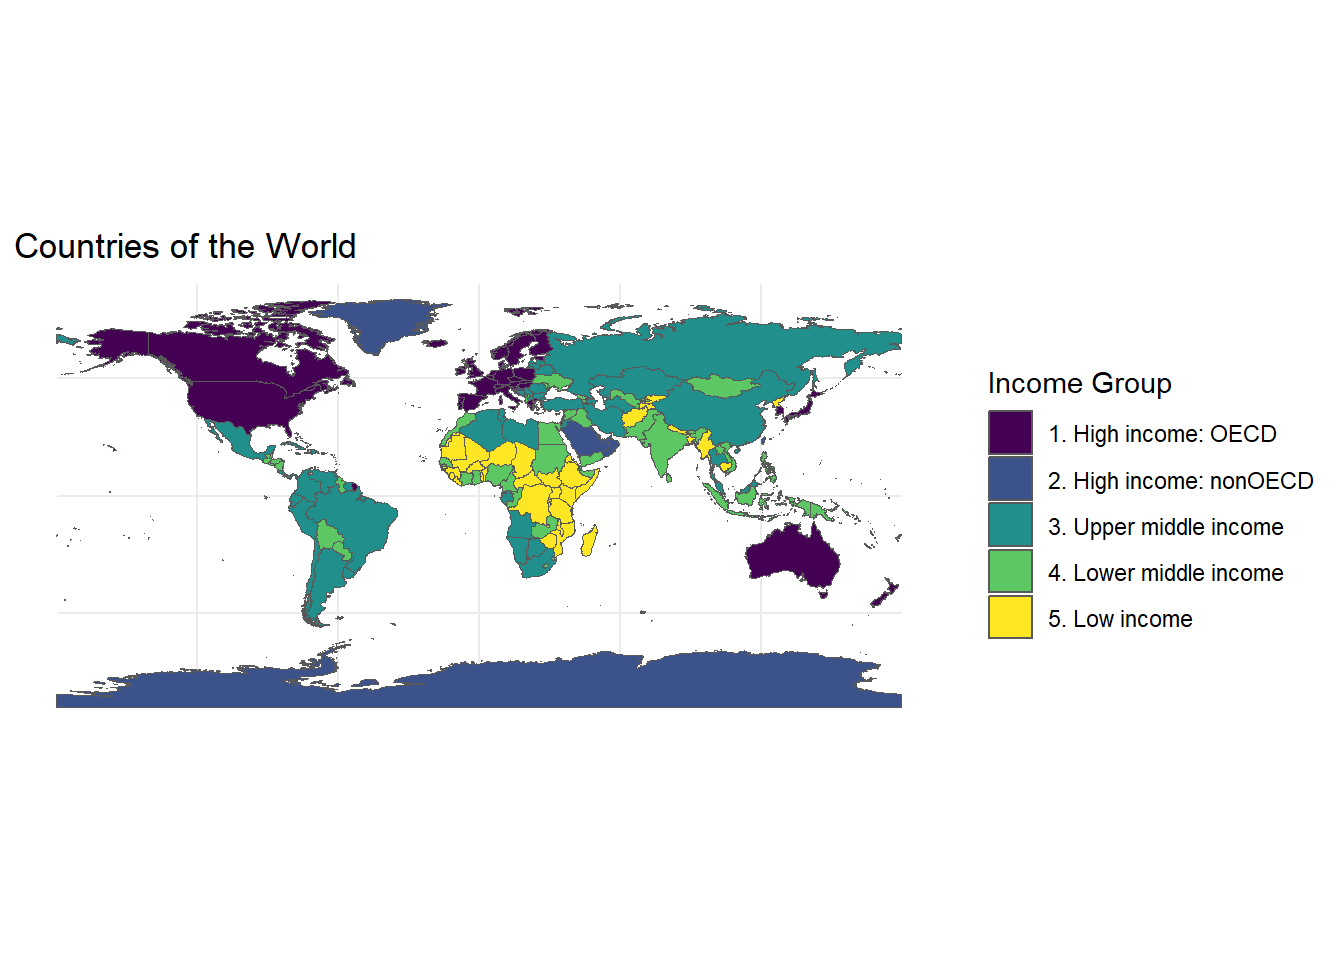 Countries of the World
Income Group
1. High income: OECD
2. High income: nonOECD
3. Upper middle income
4. Lower middle income
5. Low income